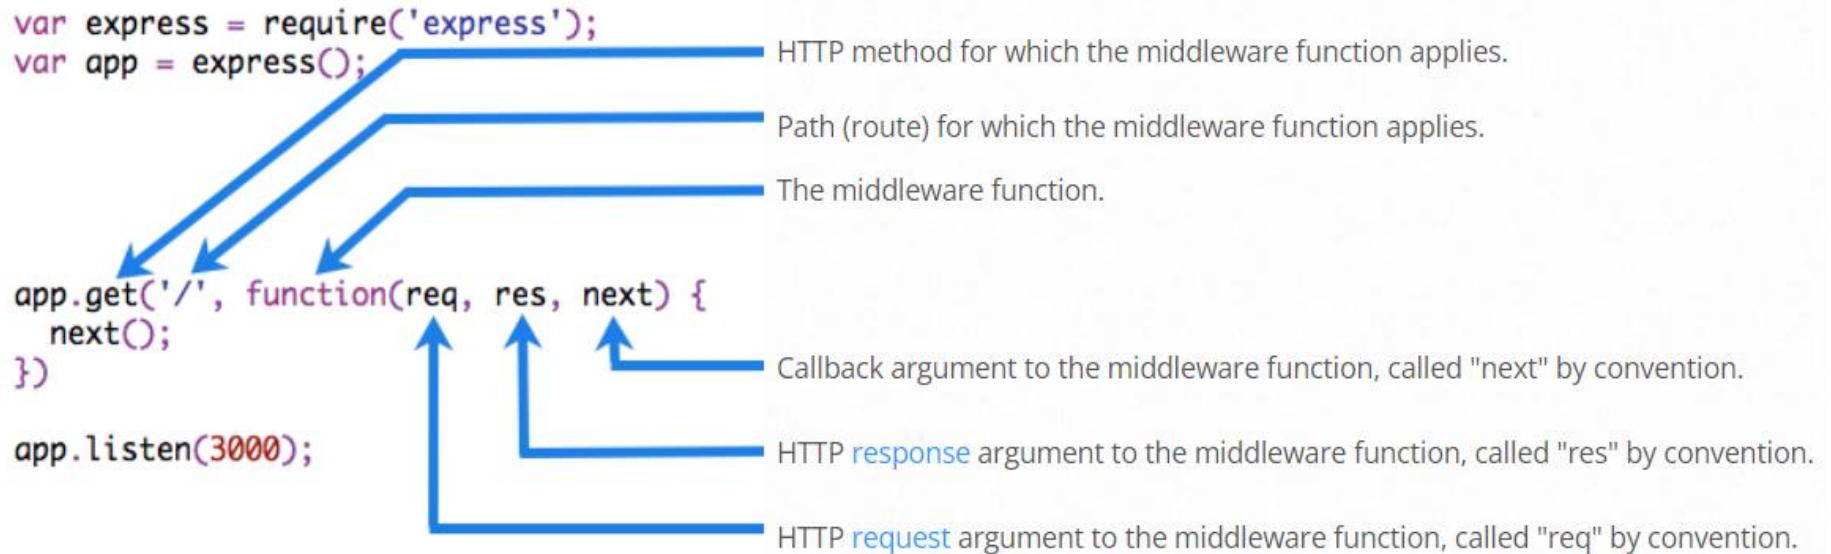 var express = require('express');
var app = express();
HTTP method for which the middleware function applies.
Path (route) for which the middleware function applies.
The middleware function.
app.get('/', function(req, res, next) {
next();
})
Callback argument to the middleware function, called "next" by convention.
app.listen(3000);
HTTP response argument to the middleware function, called "res" by convention.
HTTP request argument to the middleware function, called "req" by convention.